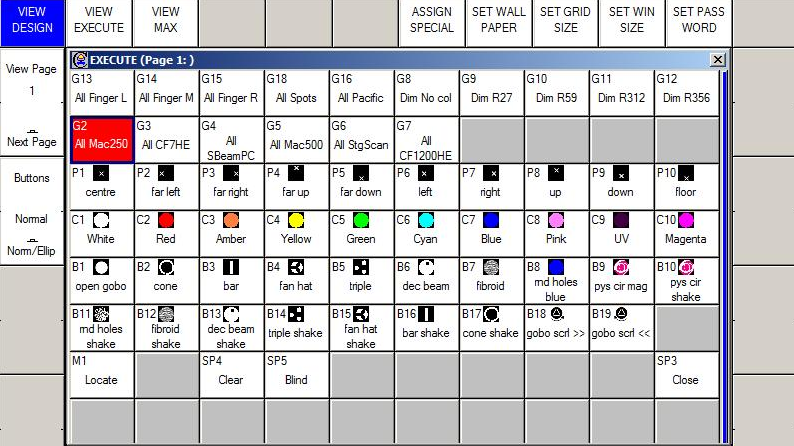 VIEW DESIGN
VIEW EXECUTE
VIEW MAX
ASSIGN SPECIAL
SET WALL PAPER
SET GRID SIZE
SET WIN SIZE
SET PASS WORD
View Page
1
Next Page
Buttons
Normal
Norm/Ellip
EXECUTE (Page 1: )
G13 All Finger L
G14 All Finger M
G15 All Finger R
G18 All Spots
G16 All Pacific
G8 Dim No col
G9 Dim R27
G10 Dim R59
G11 Dim R312
G12 Dim R356
G2 All Mac250
G3 All CF7HE
G4 All SBeamPC
G5 All Mac500
G6 All StgScan
G7 All CF1200HE
P1 centre
P2 far left
P3 far right
P4 far up
P5 far down
P6 left
P7 right
P8 up
P9 down
P10 floor
C1 White
C2 Red
C3 Amber
C4 Yellow
C5 Green
C6 Cyan
C7 Blue
C8 Pink
C9 UV
C10 Magenta
B1 open gobo
B2 cone
B3 bar
B4 fan hat
B5 triple
B6 dec beam
B7 fibroid
B8 rnd holes blue
B9 pys cir mag
B10 pys cir shake
B11 rnd holes shake
B12 fibroid shake
B13 dec beam shake
B14 triple shake
B15 fan hat shake
B16 bar shake
B17 cone shake
B18 gobo scrl >>
B19 gobo scrl <<
M1 Locate
SP4 Clear
SP5 Blind
SP3 Close